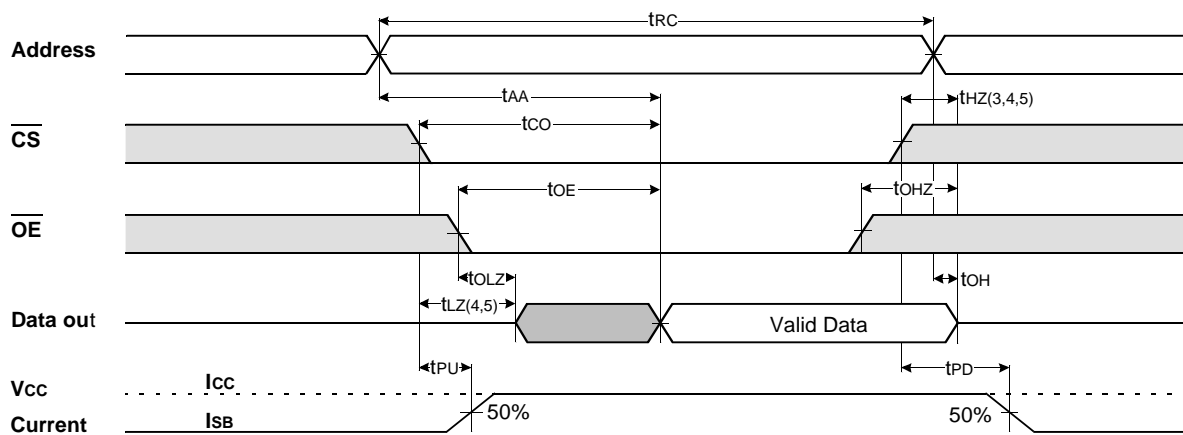 tRC
Address
tAA
tHZ(3,4,5)
CS
tCO
OE
tOE
tOHZ
tOLZ
tOH
tLZ(4,5)
Data out
Valid Data
tPU
tPD
VCC
ICC
50%
50%
Current
ISB